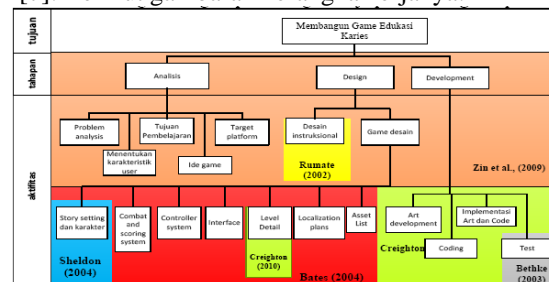 tujuan
Membangun Game Edukasi
Karies
tahapan
Analisis
Design
Development
aktifitas
Problem
analysis
Tujuan
Pembelajaran
Target
platform
Desain
instruksional
Game desain
Menentukan
karakteristik
user
Ide game
Rumate
(2002)
Zin et al., (2009)
Story setting
dan karakter
Combat
and
scoring
system
Controller
system
Interface
Level
Detail
Localization
plans
Asset
List
Art
development
Implementasi
Art dan Code
Creighton
(2010)
Creighton
Coding
Test
Sheldon
(2004)
Bates (2004)
Bethke
(2003)